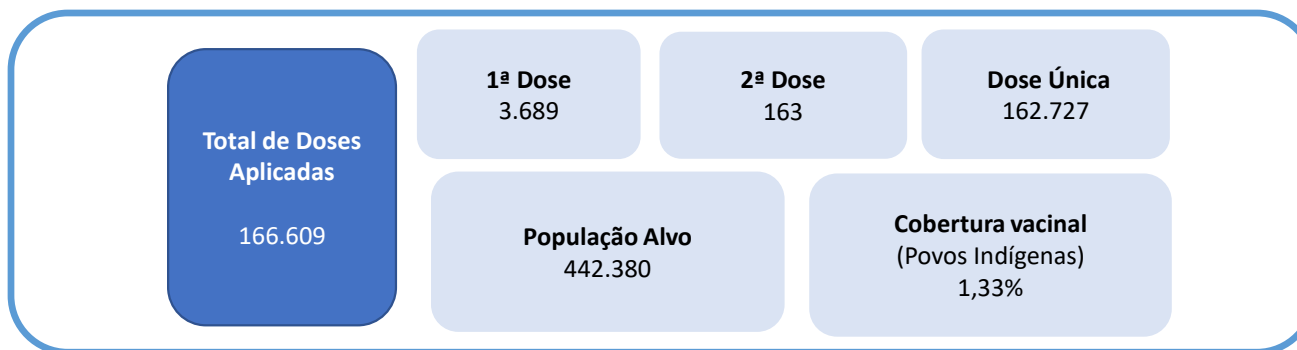 Total de Doses
Aplicadas
166.609
1ª Dose
3.689
2ª Dose
163
Dose Única
162.727
População Alvo
442.380
Cobertura vacinal
(Povos Indígenas)
1,33%